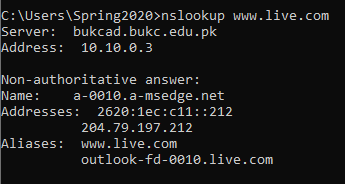 C:\Users\Spring2020>nslookup www.live.com
Server:  bukcad.bukc.edu.pk
Address:  10.10.0.3

Non-authoritative answer:
Name:    a-0010.a-msedge.net
Addresses:  2620:1ec:c11::212
          204.79.197.212
Aliases:  www.live.com
          outlook-fd-0010.live.com